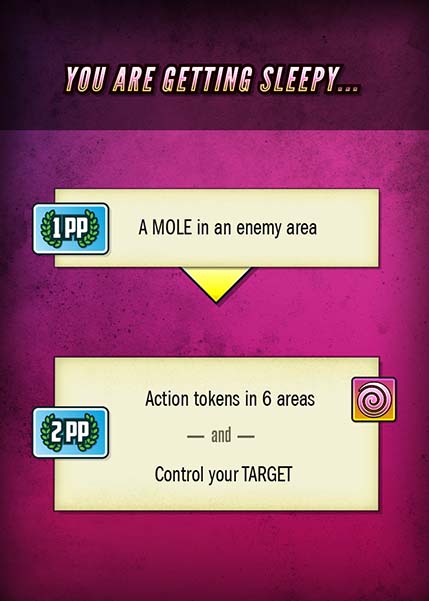 YOU ARE GETTING SLEEPY...
1 PP
A MOLE in an enemy area
Action tokens in 6 areas
— and —
2 PP
Control your TARGET